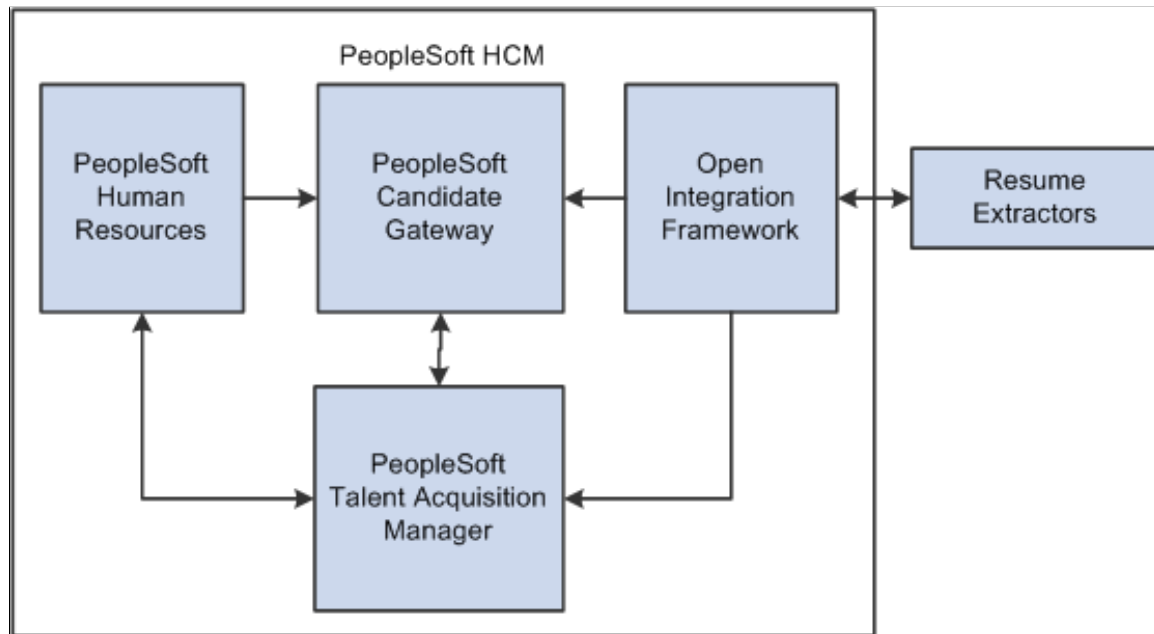 PeopleSoft HCM
PeopleSoft
Human
Resources
PeopleSoft
Candidate
Gateway
Open
Integration
Framework
Resume
Extractors
PeopleSoft
Talent Acquisition
Manager